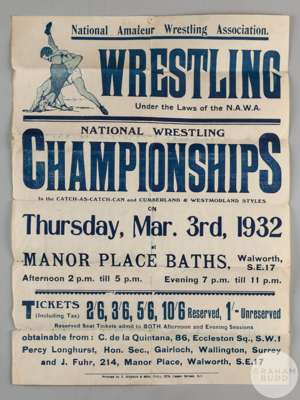 National Amateur Wrestling Association.
WRESTLING
Under the Laws of the N.A.W.A.
NATIONAL WRESTLING
CHAMPIONSHIPS
In the CATCH-AS-CATCH-CAN and CUMBERLAND & WESTMORLAND STYLES
ON
Thursday, Mar. 3rd, 1932
at
MANOR PLACE BATHS, Walworth, S.E.17
Afternoon 2 p.m. till 5 p.m. Evening 7 p.m. till 11 p.m.
TICKETS (Including Tax) 2/6, 3/6, 5/6, 10/6 Reserved, 1/- Unreserved
Reserved Seat Tickets admit to BOTH Afternoon and Evening Sessions
obtainable from: C. de la Quintana, 86, Eccleston Sq., S.W.1
Percy Longhurst, Hon. Sec., Gairloch, Wallington, Surrey
and J. Fuhr, 214, Manor Place, Walworth, S.E.17
GRAHAM
BUDD